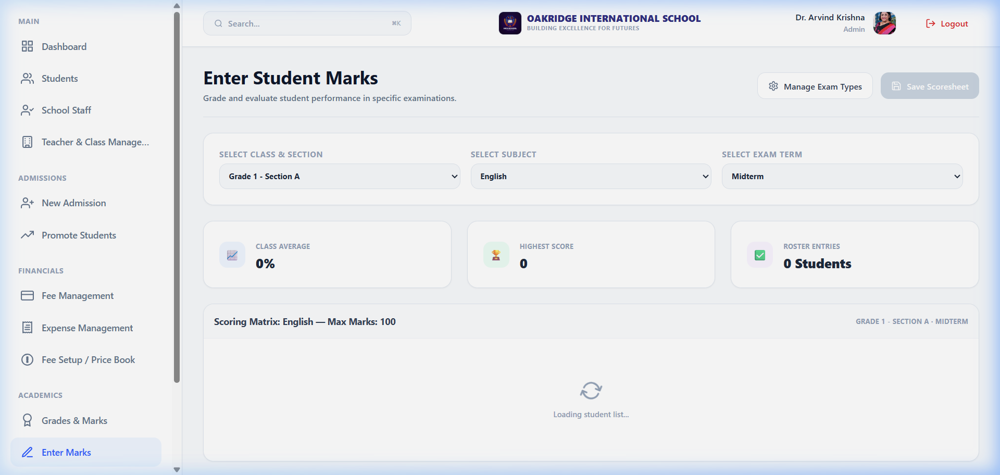 MAIN
Dashboard
Students
School Staff
Teacher & Class Manage...
ADMISSIONS
New Admission
Promote Students
FINANCIALS
Fee Management
Expense Management
Fee Setup / Price Book
ACADEMICS
Grades & Marks
Enter Marks
Search...
⌘K
OAKRIDGE INTERNATIONAL SCHOOL
BUILDING EXCELLENCE FOR FUTURES
Dr. Arvind Krishna
Admin
Logout
Enter Student Marks
Grade and evaluate student performance in specific examinations.
Manage Exam Types
Save Scoresheet
SELECT CLASS & SECTION
Grade 1 - Section A
SELECT SUBJECT
English
SELECT EXAM TERM
Midterm
CLASS AVERAGE
0%
HIGHEST SCORE
0
ROSTER ENTRIES
0 Students
Scoring Matrix: English — Max Marks: 100
GRADE 1 - SECTION A · MIDTERM
Loading student list...